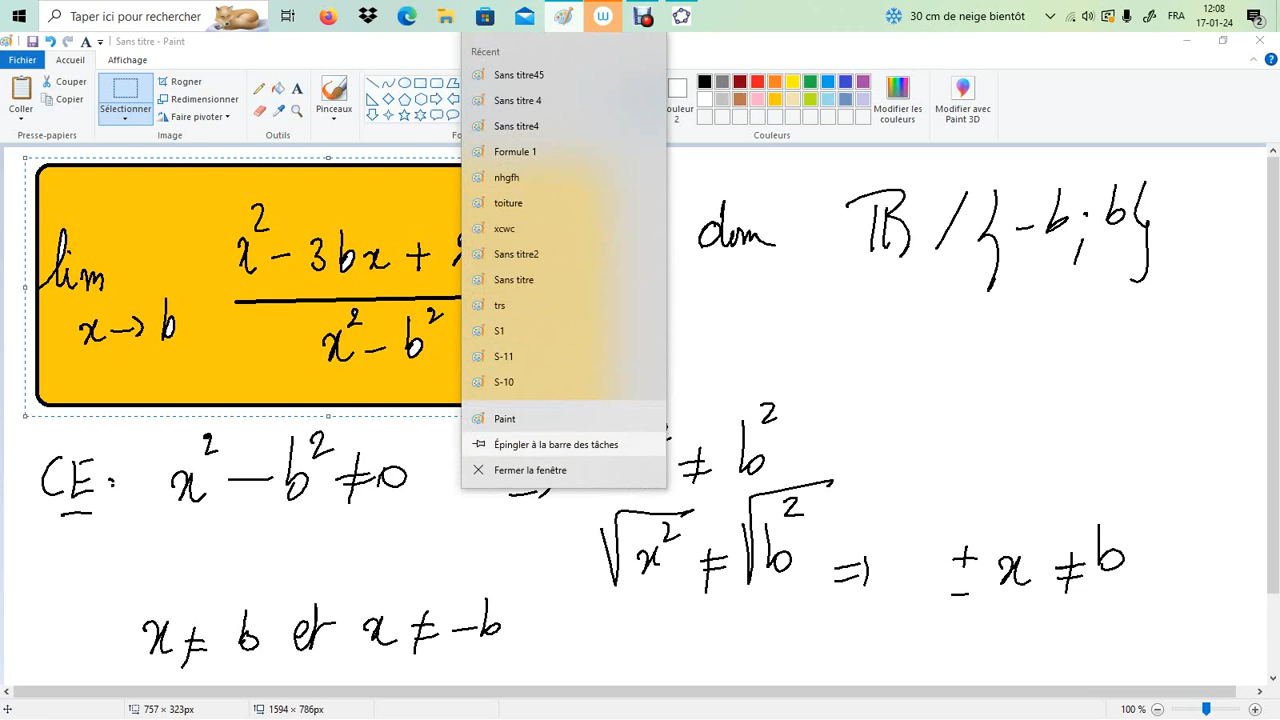 Taper ici pour rechercher
30 cm de neige bientôt
FRA
12:08
17-01-24
2
Sans titre - Paint
Fichier
Accueil
Affichage
Coller
Couper
Copier
Presse-papiers
Sélectionner
Rogner
Redimensionner
Faire pivoter
Image
A
Outils
Pinceaux
Couleur 2
Couleurs
Modifier les couleurs
Modifier avec Paint 3D
Récent
Sans titre45
Sans titre 4
Sans titre4
Formule 1
nhgfh
toiture
xcwc
Sans titre2
Sans titre
trs
S1
S-11
S-10
Paint
Épingler à la barre des tâches
Fermer la fenêtre
lim x→b
x² - 3bx +
x² - b²
dom ℝ / {-b ; b}
CE: x² - b² ≠ 0
≠ b²
√x² ≠ √b² => ± x ≠ b
x ≠ b et x ≠ -b
757 × 323px
1594 × 786px
100 %